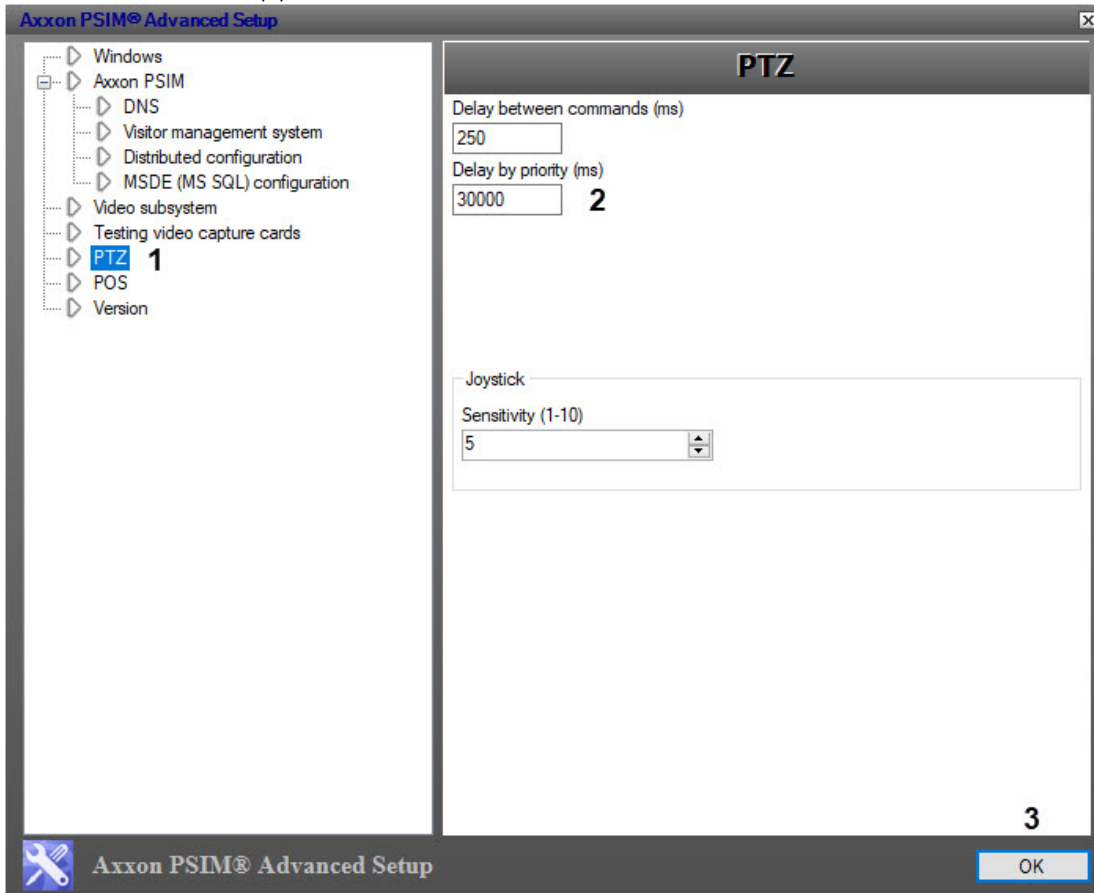 Axxon PSIM® Advanced Setup
Windows
Axxon PSIM
DNS
Visitor management system
Distributed configuration
MSDE (MS SQL) configuration
Video subsystem
Testing video capture cards
PTZ 1
POS
Version
PTZ
Delay between commands (ms)
250
Delay by priority (ms)
30000 2
Joystick
Sensitivity (1-10)
5
3
Axxon PSIM® Advanced Setup
OK